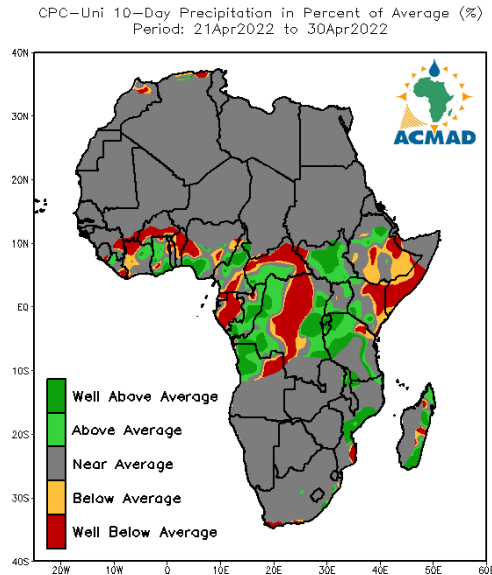 CPC-Uni 10-Day Precipitation in Percent of Average (%)
Period: 21Apr2022 to 30Apr2022
40N
30N
20N
10N
EQ
10S
20S
30S
40S
ACMAD
Well Above Average
Above Average
Near Average
Below Average
Well Below Average
20W 10W 0 10E 20E 30E 40E 50E 60E